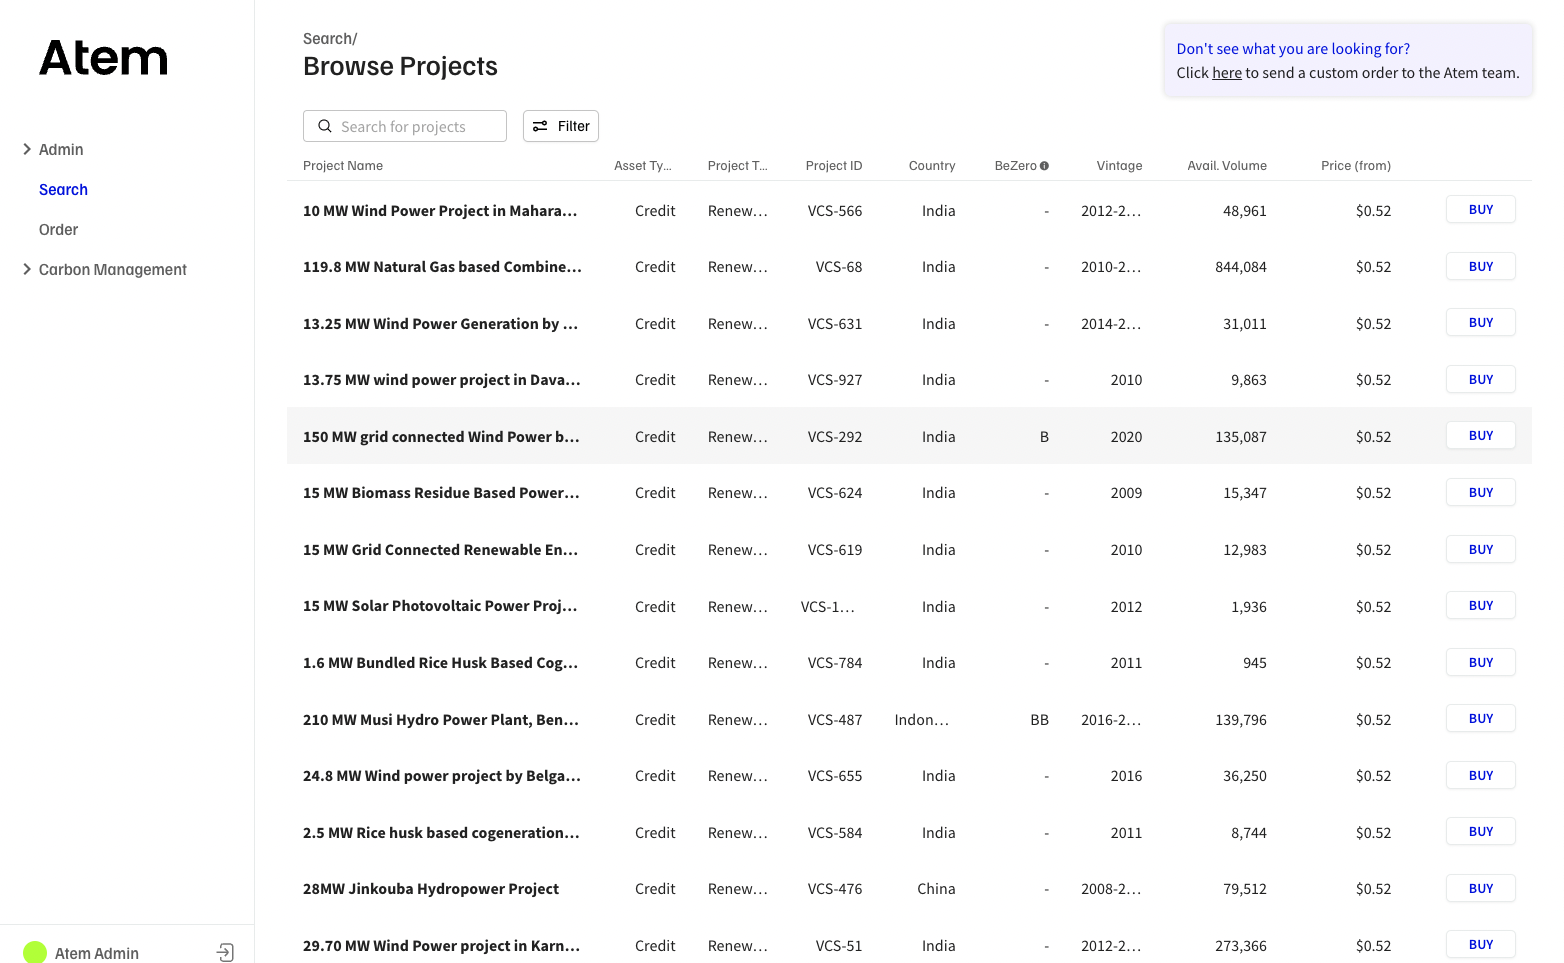 Atem
Admin
Search
Order
Carbon Management
Atem Admin
Search/
Browse Projects
Don't see what you are looking for?
Click here to send a custom order to the Atem team.
Search for projects
Filter
Project Name Asset Ty... Project T... Project ID Country BeZero Vintage Avail. Volume Price (from)
10 MW Wind Power Project in Mahara... Credit Renew... VCS-566 India - 2012-2... 48,961 $0.52 BUY
119.8 MW Natural Gas based Combine... Credit Renew... VCS-68 India - 2010-2... 844,084 $0.52 BUY
13.25 MW Wind Power Generation by ... Credit Renew... VCS-631 India - 2014-2... 31,011 $0.52 BUY
13.75 MW wind power project in Dava... Credit Renew... VCS-927 India - 2010 9,863 $0.52 BUY
150 MW grid connected Wind Power b... Credit Renew... VCS-292 India B 2020 135,087 $0.52 BUY
15 MW Biomass Residue Based Power... Credit Renew... VCS-624 India - 2009 15,347 $0.52 BUY
15 MW Grid Connected Renewable En... Credit Renew... VCS-619 India - 2010 12,983 $0.52 BUY
15 MW Solar Photovoltaic Power Proj... Credit Renew... VCS-1... India - 2012 1,936 $0.52 BUY
1.6 MW Bundled Rice Husk Based Cog... Credit Renew... VCS-784 India - 2011 945 $0.52 BUY
210 MW Musi Hydro Power Plant, Ben... Credit Renew... VCS-487 Indon... BB 2016-2... 139,796 $0.52 BUY
24.8 MW Wind power project by Belga... Credit Renew... VCS-655 India - 2016 36,250 $0.52 BUY
2.5 MW Rice husk based cogeneration... Credit Renew... VCS-584 India - 2011 8,744 $0.52 BUY
28MW Jinkouba Hydropower Project Credit Renew... VCS-476 China - 2008-2... 79,512 $0.52 BUY
29.70 MW Wind Power project in Karn... Credit Renew... VCS-51 India - 2012-2... 273,366 $0.52 BUY